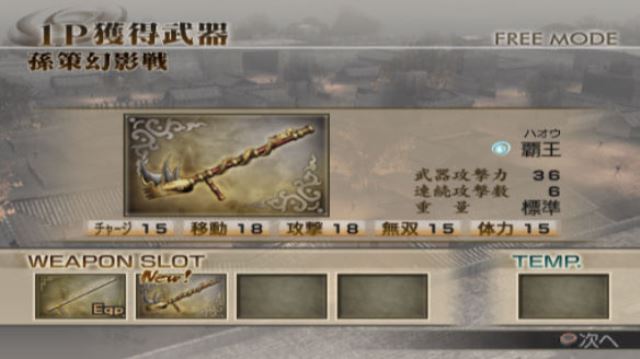 1P獲得武器
FREE MODE
孫策幻影戦
ハオウ
覇王
武器攻撃力 36
連続攻撃数 6
重量 標準
チャージ 15 移動 18 攻撃 18 無双 15 体力 15
WEAPON SLOT
TEMP.
New!
Eqp
次へ